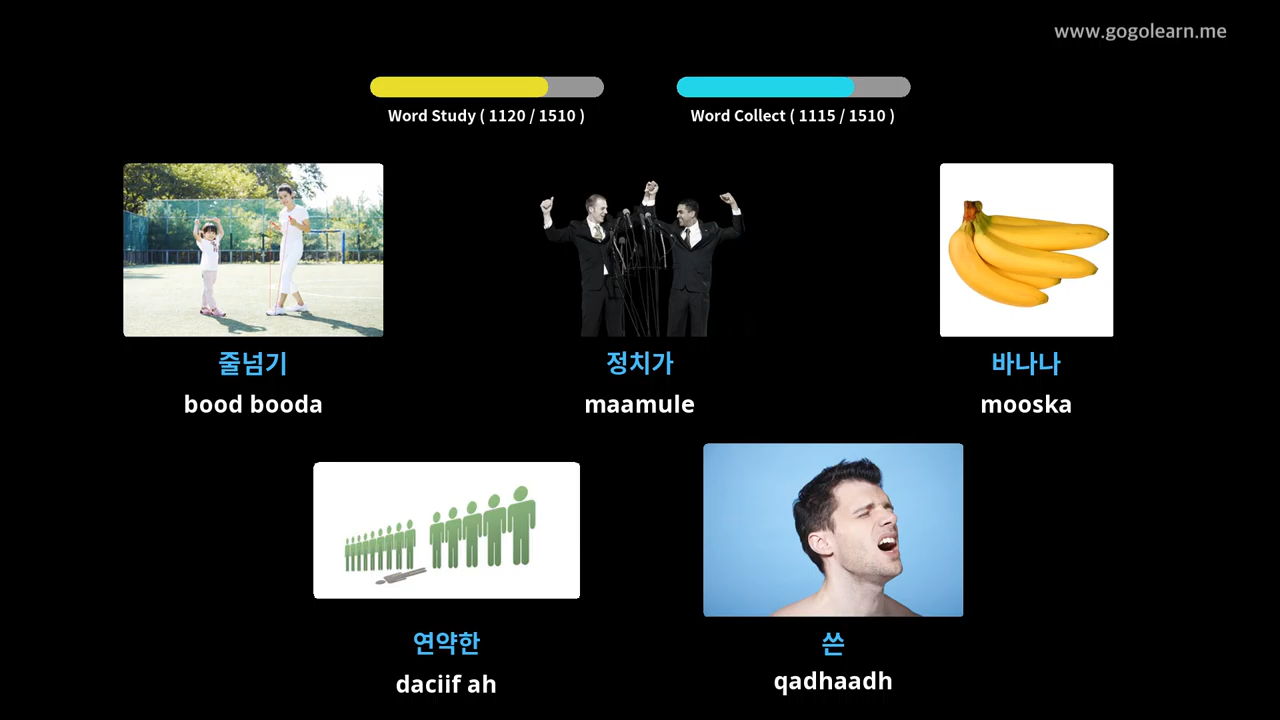 www.gogolearn.me
Word Study ( 1120 / 1510 )
Word Collect ( 1115 / 1510 )
줄넘기
bood booda
정치가
maamule
바나나
mooska
연약한
daciif ah
쓴
qadhaadh